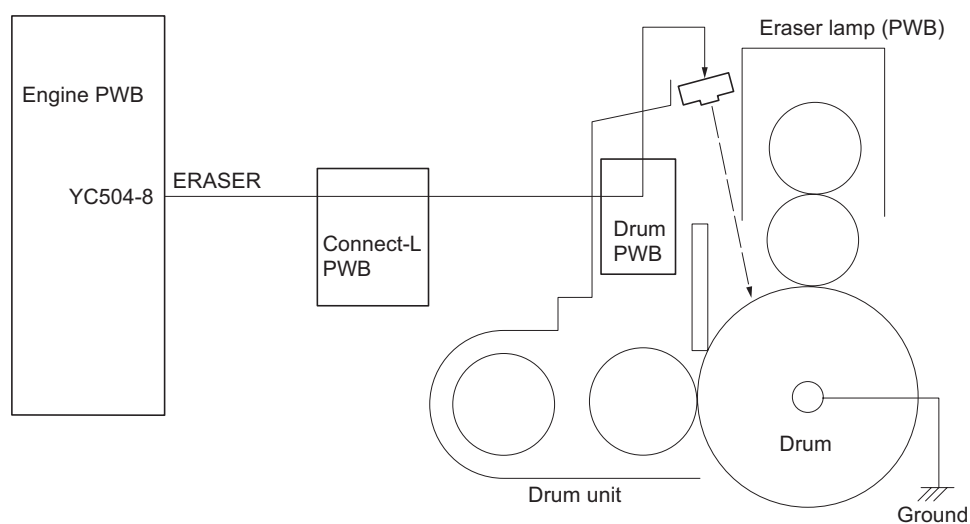 Eraser lamp (PWB)
Engine PWB
YC504-8
ERASER
Connect-L
PWB
Drum
PWB
Drum
Drum unit
Ground